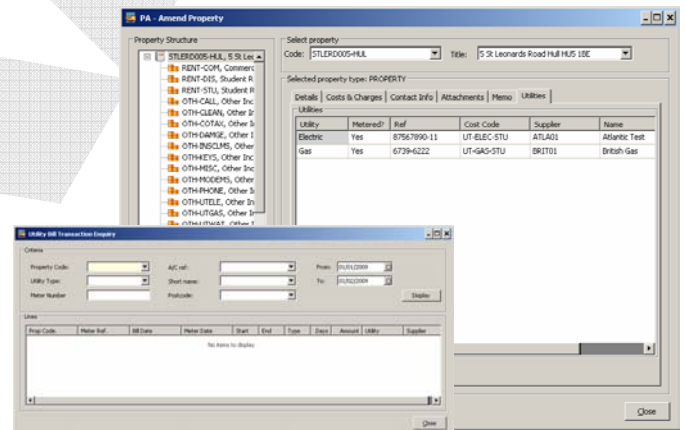 PA - Amend Property
Property Structure
STLERD005-HUL, 5 St Leo
RENT-COM, Commerc
RENT-DIS, Student R
RENT-STU, Student R
OTH-CALL, Other Inc
OTH-CLEAN, Other Ir
OTH-COTAX, Other Ir
OTH-DAMGE, Other I
OTH-INSCLMS, Other
OTH-KEYS, Other Inc
OTH-MISC, Other Inc
OTH-MODEMS, Other
OTH-PHONE, Other In
OTH-UTELE, Other In
OTH-UTGAS, Other Ir
OTH-UTWAT, Other
Select property
Code: STLERD005-HUL Title: 5 St Leonards Road Hull HU5 1BE
Selected property type: PROPERTY
Details Costs & Charges Contact Info Attachments Memo Utilities
Utilities
Utility Metered? Ref Cost Code Supplier Name
Electric Yes 87567890-11 UT-ELEC-STU ATLA01 Atlantic Test
Gas Yes 6739-6222 UT-GAS-STU BRIT01 British Gas
Close
Utility Bill Transaction Enquiry
Criteria
Property Code: A/C ref: From: 01/01/2009
Utility Type: Short name: To: 01/02/2009
Meter Number Postcode: Display
Lines
Prop Code. Meter Ref. Bill Date Meter Date Start End Type Days Amount Utility Supplier
No items to display
Close